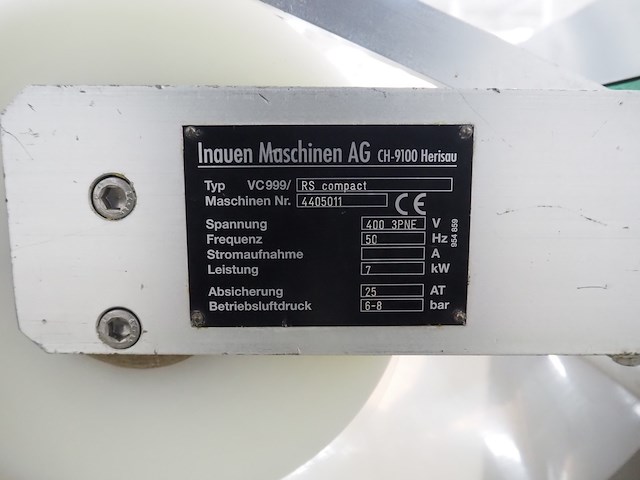 Inauen Maschinen AG CH-9100 Herisau
Typ VC999/ RS compact
Maschinen Nr. 4405011 CE
Spannung 400 3PNE V
Frequenz 50 Hz
Stromaufnahme A
Leistung 7 kW
Absicherung 25 AT
Betriebsluftdruck 6-8 bar
954 859